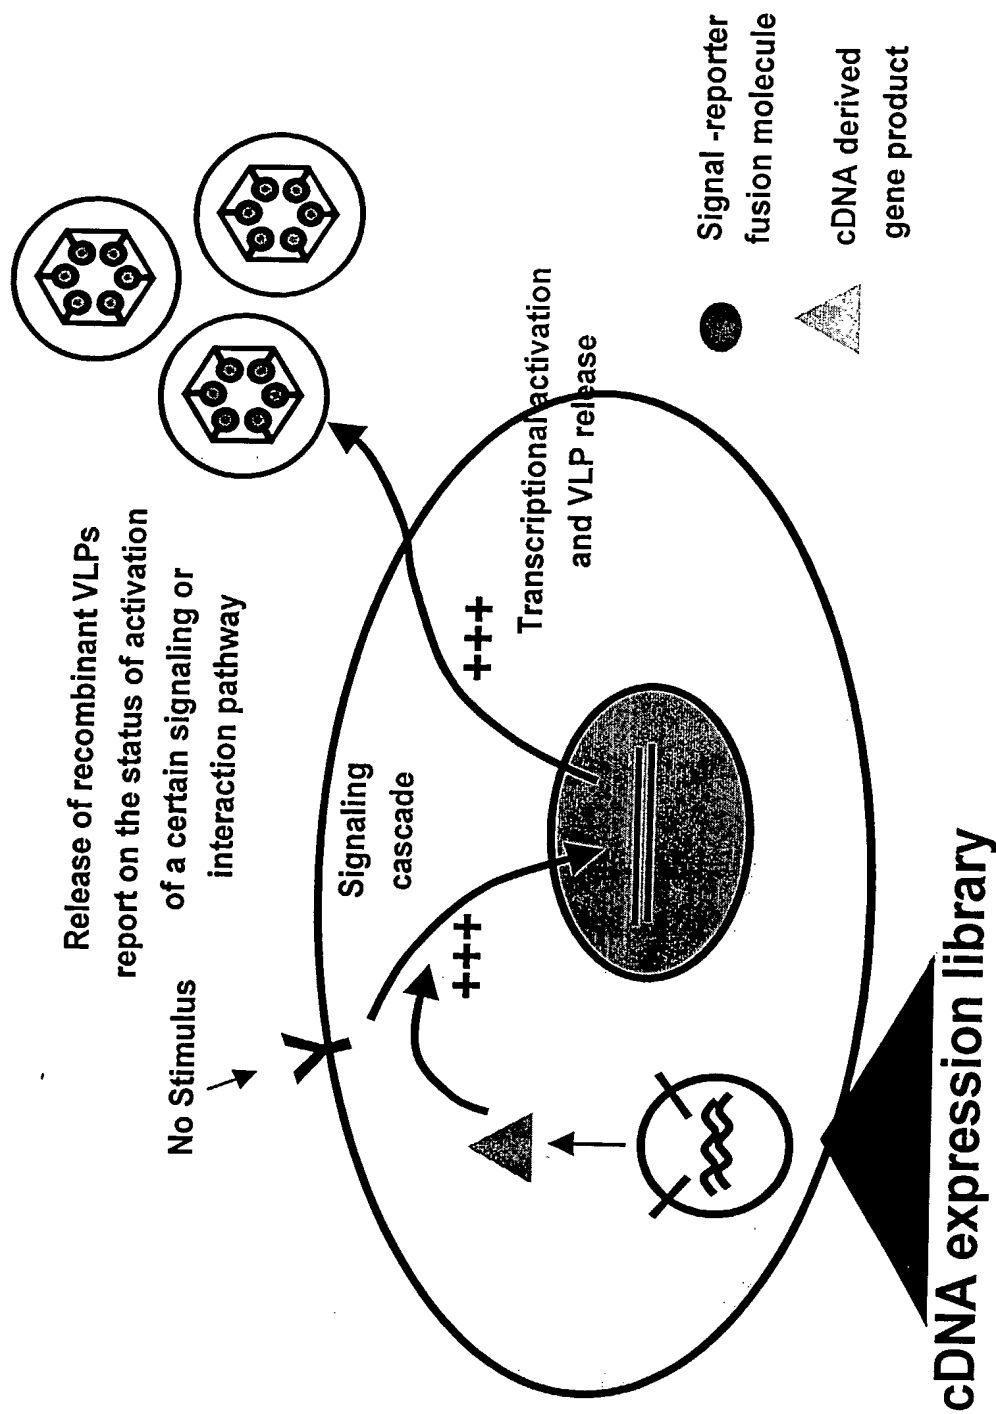 Release of recombinant VLPs
report on the status of activation
of a certain signaling or
interaction pathway
No Stimulus
Signaling
cascade
+++
+++
Transcriptional activation
and VLP release
Signal -reporter
fusion molecule
cDNA derived
gene product
cDNA expression library